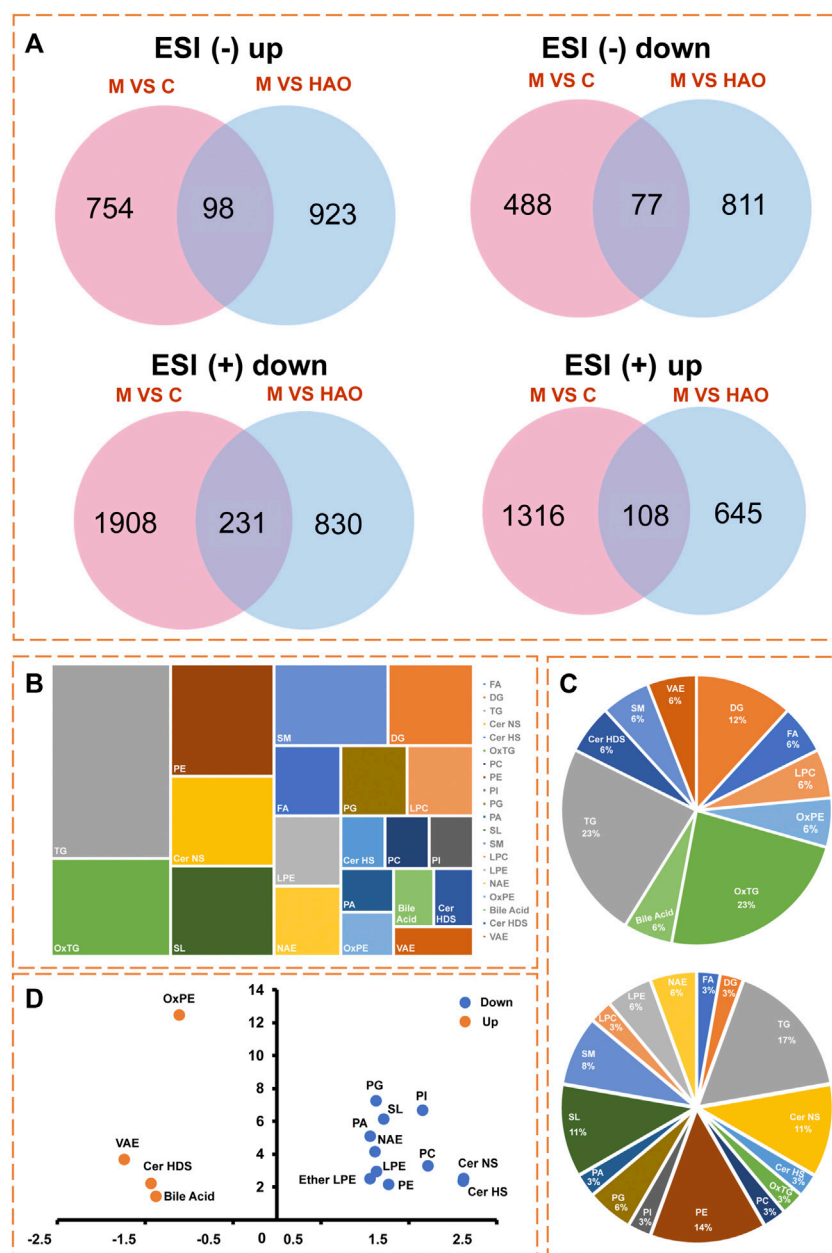 A
ESI (-) up
M VS C
M VS HAO
754
98
923
ESI (-) down
M VS C
M VS HAO
488
77
811
ESI (+) down
M VS C
M VS HAO
1908
231
830
ESI (+) up
M VS C
M VS HAO
1316
108
645
B
TG
OxTG
PE
Cer NS
SL
SM
DG
FA
PG
LPC
LPE
Cer HS
PC
PI
NAE
PA
OxPE
Bile
Acid
Cer
HDS
VAE
FA
DG
TG
Cer NS
Cer HS
OxTG
PC
PE
PI
PG
PA
SL
SM
LPC
LPE
NAE
OxPE
Bile Acid
Cer HDS
VAE
C
DG
12%
FA
6%
LPC
6%
OxPE
6%
OxTG
23%
Bile Acid
6%
TG
23%
Cer HDS
6%
SM
6%
VAE
6%
FA
3%
DG
3%
TG
17%
Cer NS
11%
Cer HS
3%
OxTG
3%
PC
3%
PE
14%
PI
3%
PG
6%
PA
3%
SL
11%
SM
8%
LPC
3%
LPE
6%
NAE
6%
D
14
12
10
8
6
4
2
-2.5
-1.5
-0.5
0
0.5
1.5
2.5
Down
Up
OxPE
VAE
Cer HDS
Bile Acid
PG
SL
PI
PA
NAE
LPE
Ether LPE
PE
PC
Cer NS
Cer HS